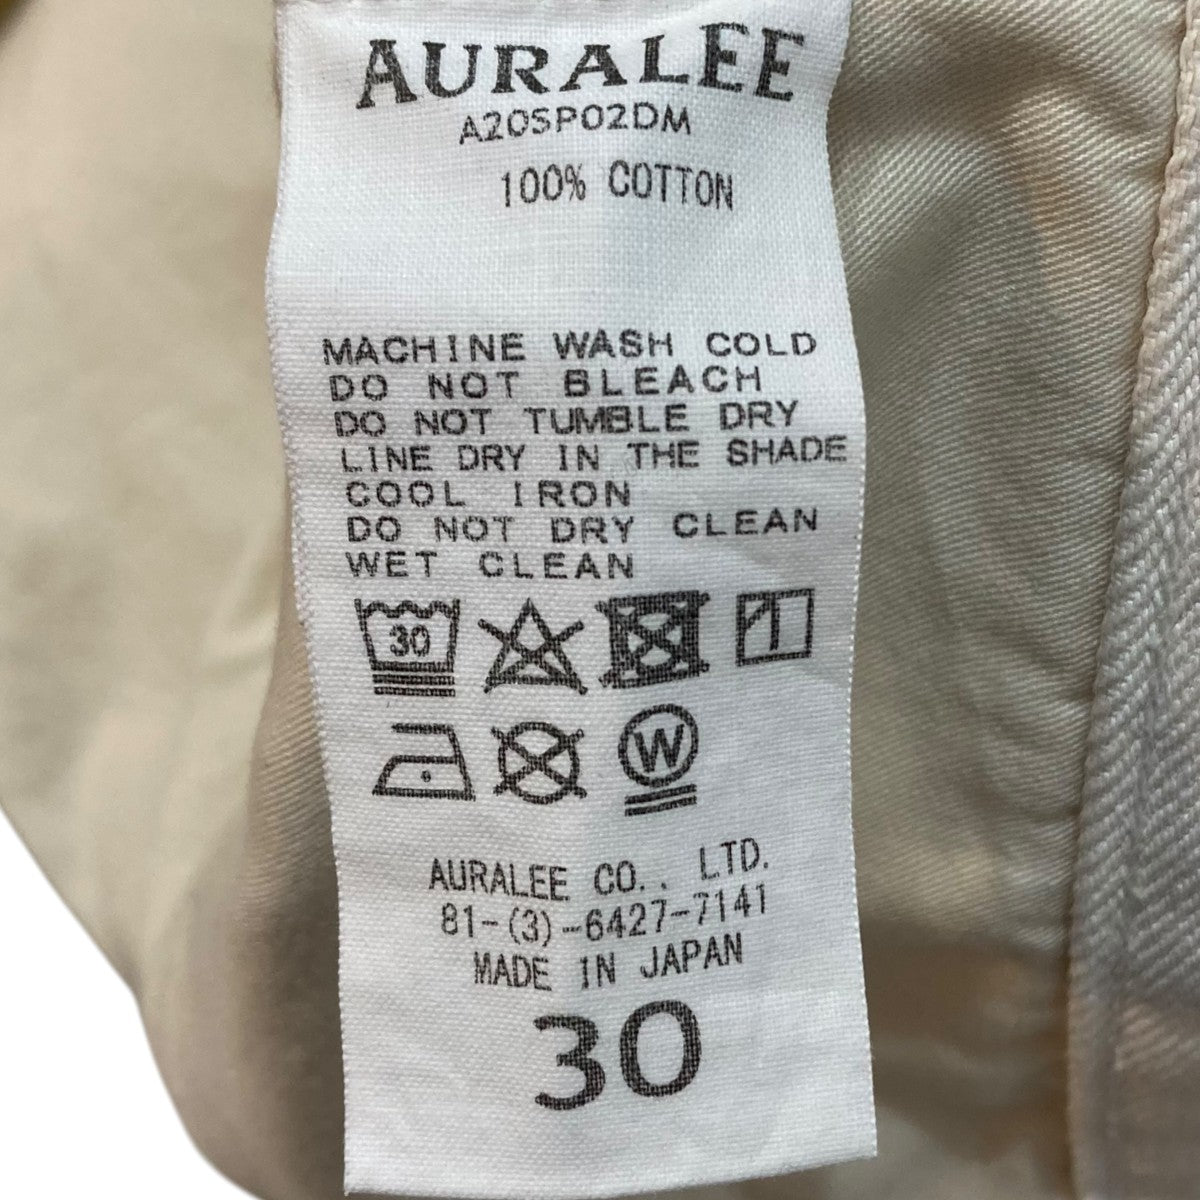 AURALEE
A20SP02DM
100% COTTON
MACHINE WASH COLD
DO NOT BLEACH
DO NOT TUMBLE DRY
LINE DRY IN THE SHADE
COOL IRON
DO NOT DRY CLEAN
WET CLEAN
30
W
AURALEE CO., LTD.
81-(3)-6427-7141
MADE IN JAPAN
30